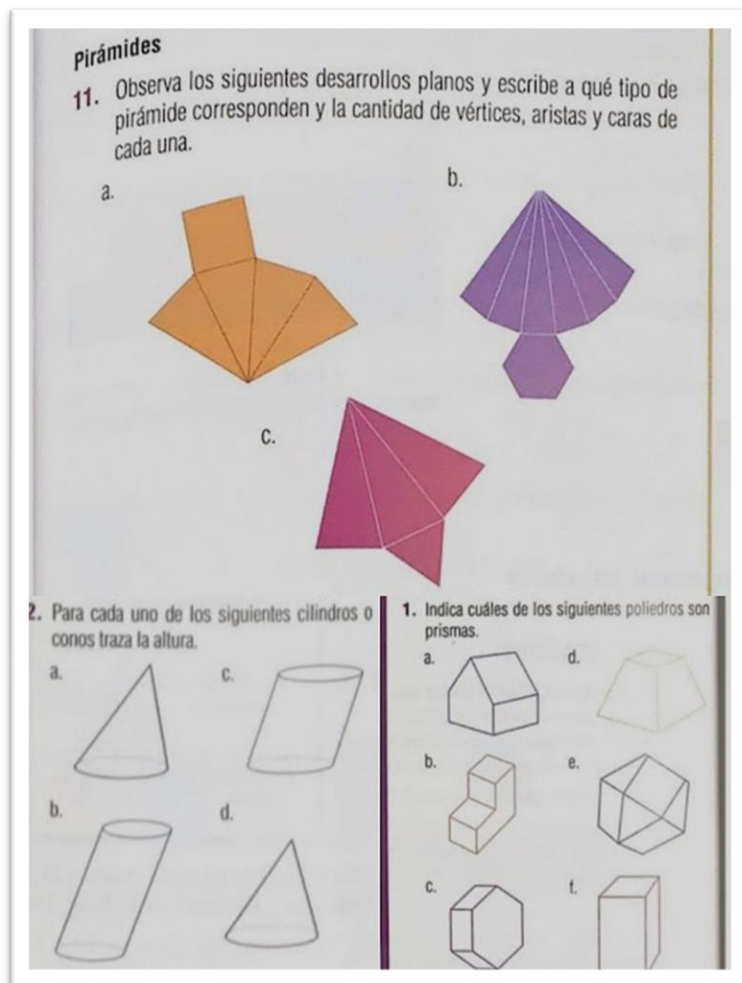 Pirámides
11. Observa los siguientes desarrollos planos y escribe a qué tipo de
pirámide corresponden y la cantidad de vértices, aristas y caras de
cada una.
a.
b.
c.
2. Para cada uno de los siguientes cilindros o
conos traza la altura.
a.
c.
b.
d.
1. Indica cuáles de los siguientes poliedros son
prismas.
a.
d.
b.
e.
c.
f.